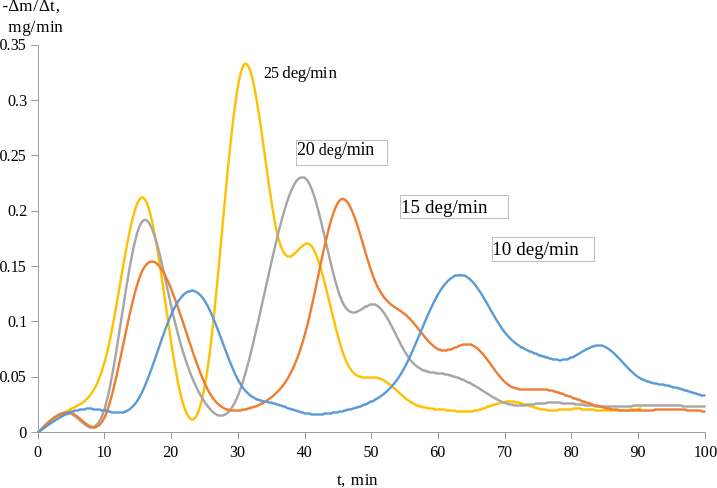 -Δm/Δt,
mg/min
0.35
0.3
0.25
0.2
0.15
0.1
0.05
0
25 deg/min
20 deg/min
15 deg/min
10 deg/min
0 10 20 30 40 50 60 70 80 90 100
t, min